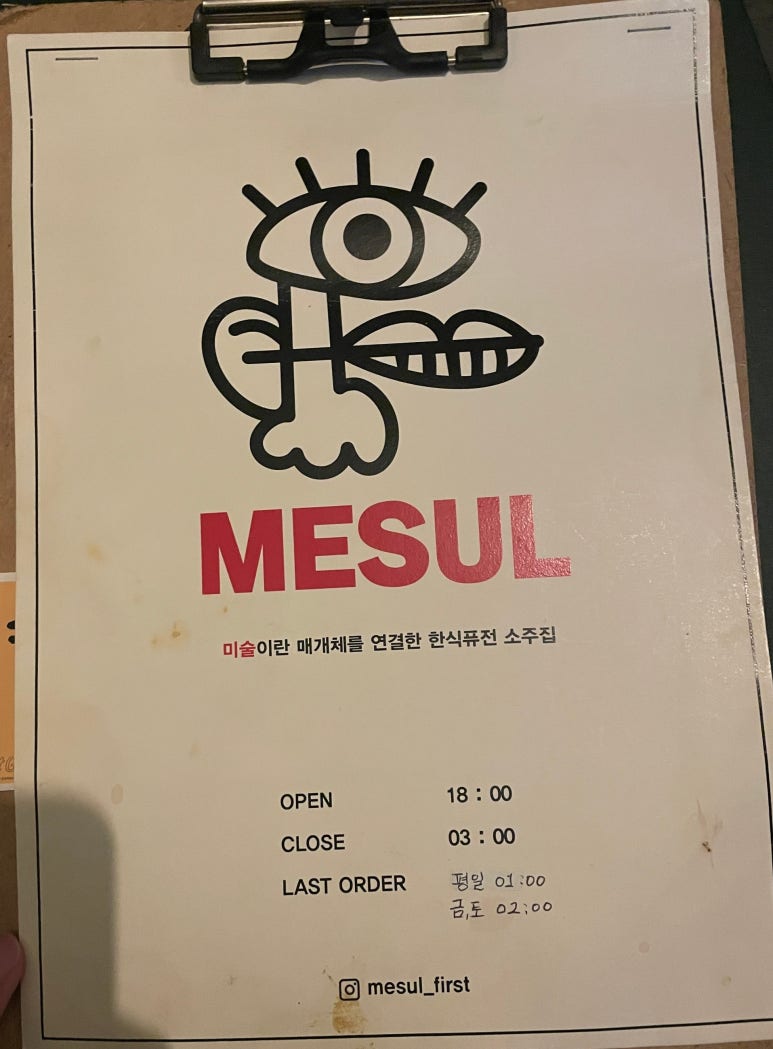 MESUL
미술이란 매개체를 연결한 한식퓨전 소주집
OPEN 18 : 00
CLOSE 03 : 00
LAST ORDER 평일 01:00
금,토 02:00
mesul_first